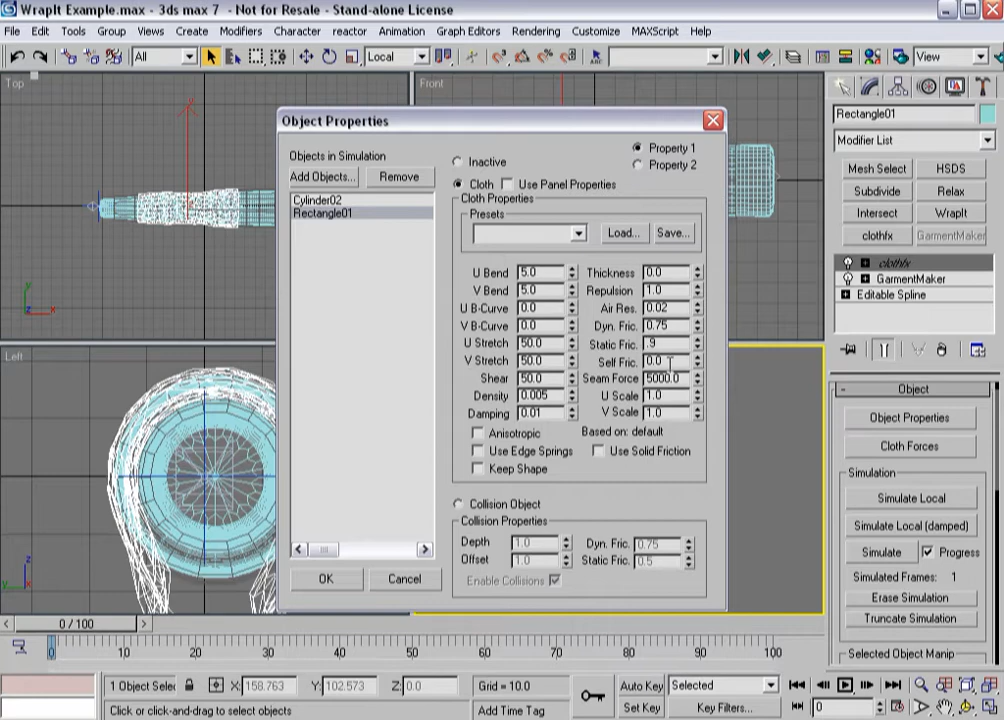 WrapIt Example.max - 3ds max 7 - Not for Resale - Stand-alone License
File Edit Tools Group Views Create Modifiers Character reactor Animation Graph Editors Rendering Customize MAXScript Help
All Local View
Top Front
Object Properties
Objects in Simulation
Add Objects... Remove
Cylinder02
Rectangle01
OK Cancel
Inactive
Property 1
Property 2
Cloth Use Panel Properties
Cloth Properties
Presets
Load... Save...
U Bend 5.0 Thickness 0.0
V Bend 5.0 Repulsion 1.0
U B-Curve 0.0 Air Res. 0.02
V B-Curve 0.0 Dyn. Fric. 0.75
U Stretch 50.0 Static Fric. .9
V Stretch 50.0 Self Fric. 0.0
Shear 50.0 Seam Force 5000.0
Density 0.005 U Scale 1.0
Damping 0.01 V Scale 1.0
Anisotropic Based on: default
Use Edge Springs Use Solid Friction
Keep Shape
Collision Object
Collision Properties
Depth 1.0 Dyn. Fric. 0.75
Offset 1.0 Static Fric. 0.5
Enable Collisions
Rectangle01
Modifier List
Mesh Select HSDS
Subdivide Relax
Intersect WrapIt
clothfx GarmentMaker
clothfx
GarmentMaker
Editable Spline
Object
Object Properties
Cloth Forces
Simulation
Simulate Local
Simulate Local (damped)
Simulate Progress
Simulated Frames: 1
Erase Simulation
Truncate Simulation
Selected Object Manip
y
x
Left
z
y
0 / 100
0 10 20 30 40 50 60 70 80 90 100
1 Object Selec X: 158.763 Y: 102.573 Z: 0.0 Grid = 10.0 Auto Key Selected
Click or click-and-drag to select objects Add Time Tag Set Key Key Filters... 0